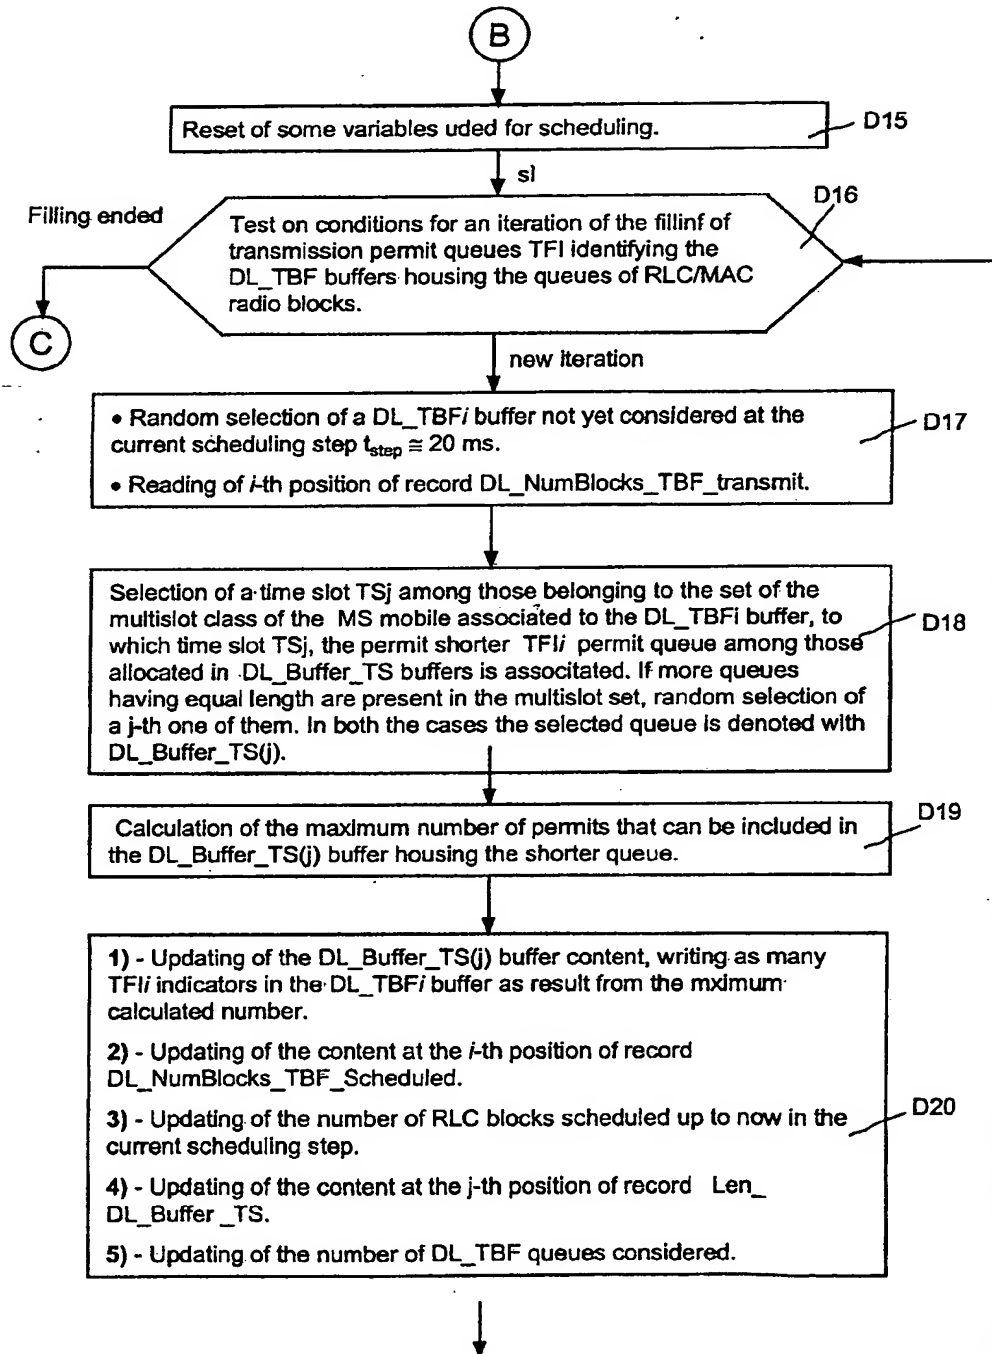 B
Reset of some variables uded for scheduling.
D15
si
Filling ended
D16
Test on conditions for an iteration of the fillinf of
transmission permit queues TFI identifying the
DL_TBF buffers housing the queues of RLC/MAC
radio blocks.
C
new iteration
• Random selection of a DL_TBFi buffer not yet considered at the
current scheduling step tstep ≅ 20 ms.
• Reading of i-th position of record DL_NumBlocks_TBF_transmit.
D17
Selection of a time slot TSj among those belonging to the set of the
multislot class of the MS mobile associated to the DL_TBFi buffer, to
which time slot TSj, the permit shorter TFIi permit queue among those
allocated in DL_Buffer_TS buffers is associtated. If more queues
having equal length are present in the multislot set, random selection of
a j-th one of them. In both the cases the selected queue is denoted with
DL_Buffer_TS(j).
D18
Calculation of the maximum number of permits that can be included in
the DL_Buffer_TS(j) buffer housing the shorter queue.
D19
1) - Updating of the DL_Buffer_TS(j) buffer content, writing as many
TFIi indicators in the DL_TBFi buffer as result from the mximum
calculated number.
2) - Updating of the content at the i-th position of record
DL_NumBlocks_TBF_Scheduled.
3) - Updating of the number of RLC blocks scheduled up to now in the
current scheduling step.
4) - Updating of the content at the j-th position of record Len_
DL_Buffer _TS.
5) - Updating of the number of DL_TBF queues considered.
D20